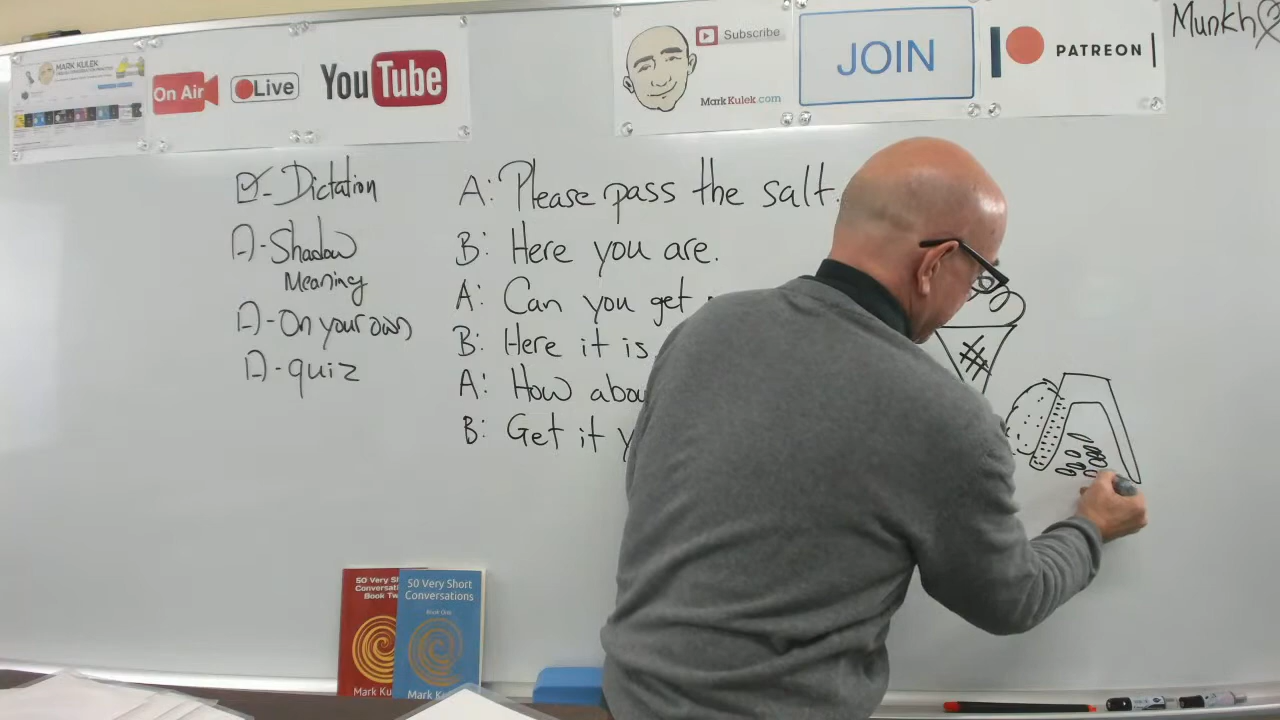 MARK KULEK
On Air
Live
YouTube
Subscribe
MarkKulek.com
JOIN
PATREON
Munkh
Dictation
Shadow
Meaning
On your own
quiz
A: Please pass the salt.
B: Here you are.
A: Can you get
B: Here it is.
A: How abou
B: Get it y
50 Very S
Conversati
Book Two
Mark Ku
50 Very Short
Conversations
Book One
Mark K